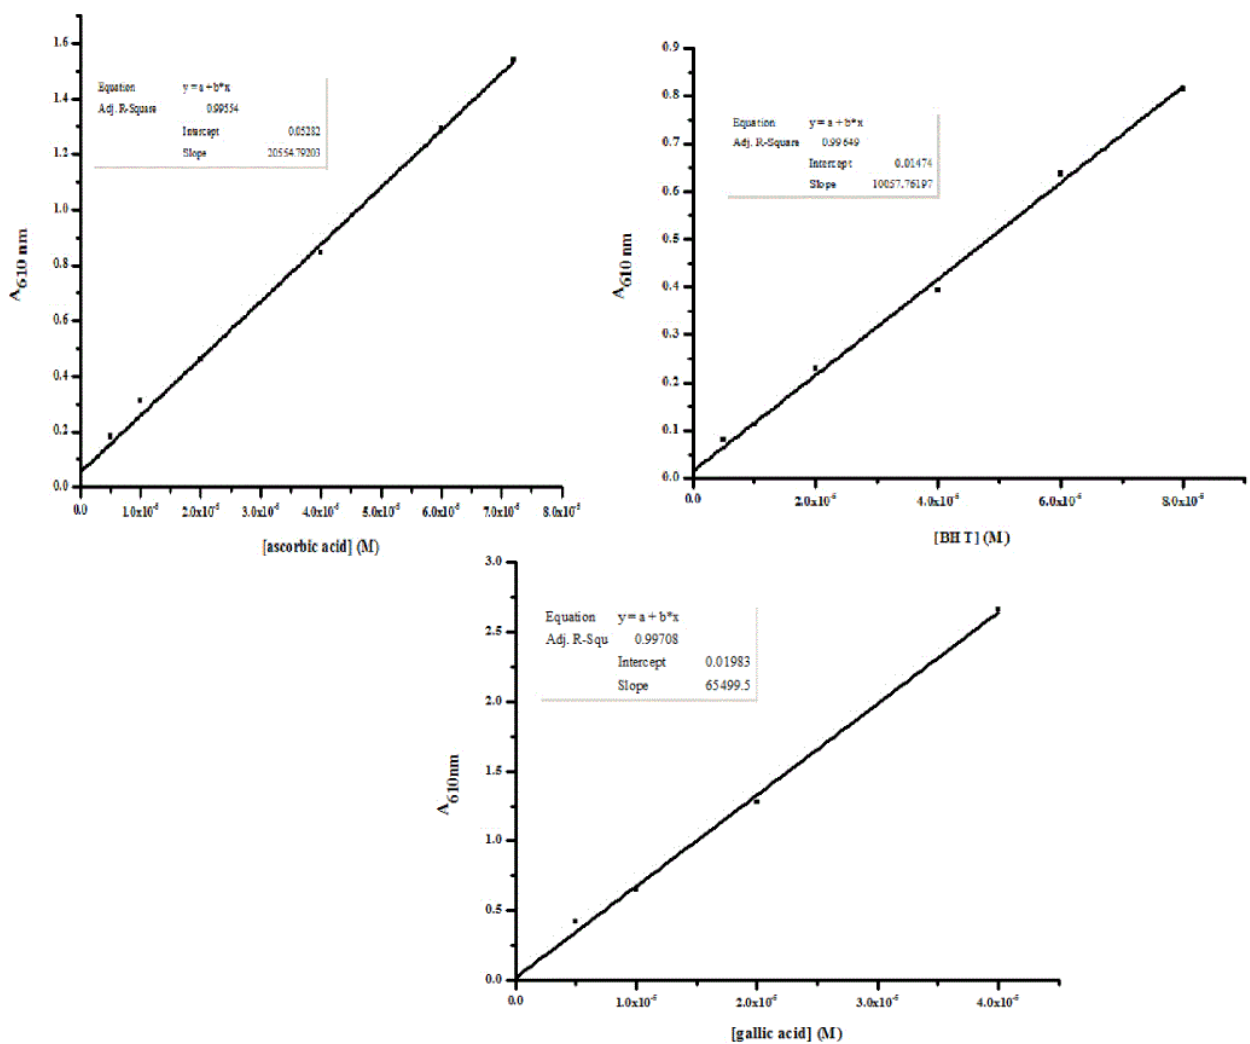 1.6
1.4
1.2
1.0
0.8
0.6
0.4
0.2
0.0
A610 nm
Equation y = a + b*x
Adj. R-Square 0.99554
Intercept 0.05282
Slope 20554.79203
0.0 1.0x10-5 2.0x10-5 3.0x10-5 4.0x10-5 5.0x10-5 6.0x10-5 7.0x10-5 8.0x10-5
[ascorbic acid] (M)
0.9
0.8
0.7
0.6
0.5
0.4
0.3
0.2
0.1
0.0
A610 nm
Equation y = a + b*x
Adj. R-Square 0.99649
Intercept 0.01474
Slope 10057.76197
0.0 2.0x10-5 4.0x10-5 6.0x10-5 8.0x10-5
[BHT] (M)
3.0
2.5
2.0
1.5
1.0
0.5
0.0
A610nm
Equation y = a + b*x
Adj. R-Squ 0.99708
Intercept 0.01983
Slope 65499.5
0.0 1.0x10-5 2.0x10-5 3.0x10-5 4.0x10-5
[gallic acid] (M)